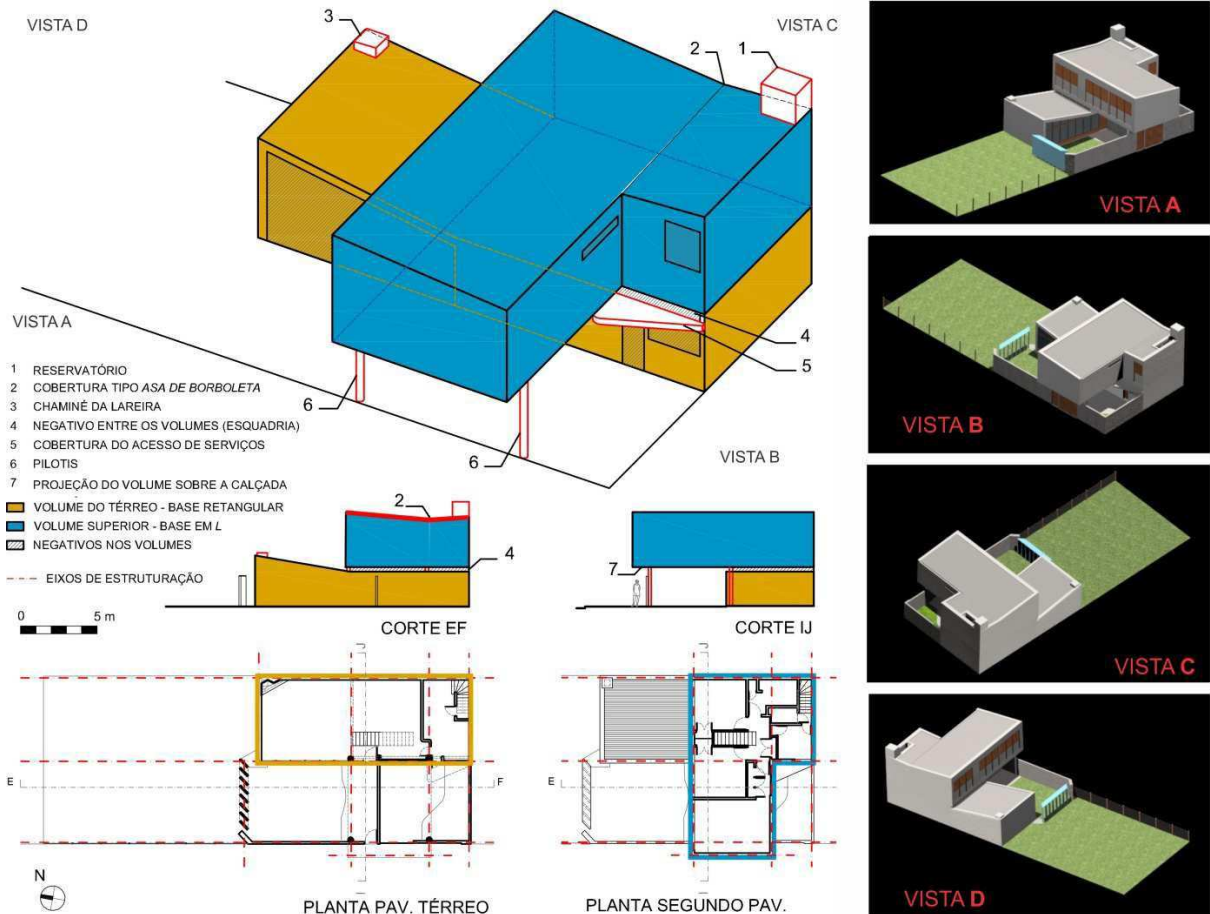 VISTA D
3
VISTA C
2
1
VISTA A
4
5
6
6
VISTA B
1 RESERVATÓRIO
2 COBERTURA TIPO ASA DE BORBOLETA
3 CHAMINÉ DA LAREIRA
4 NEGATIVO ENTRE OS VOLUMES (ESQUADRIA)
5 COBERTURA DO ACESSO DE SERVIÇOS
6 PILOTIS
7 PROJEÇÃO DO VOLUME SOBRE A CALÇADA
VOLUME DO TÉRREO - BASE RETANGULAR
VOLUME SUPERIOR - BASE EM L
NEGATIVOS NOS VOLUMES
EIXOS DE ESTRUTURAÇÃO
0 5 m
2
4
CORTE EF
7
CORTE IJ
E
F
N
PLANTA PAV. TÉRREO
E
F
PLANTA SEGUNDO PAV.
VISTA A
VISTA B
VISTA C
VISTA D